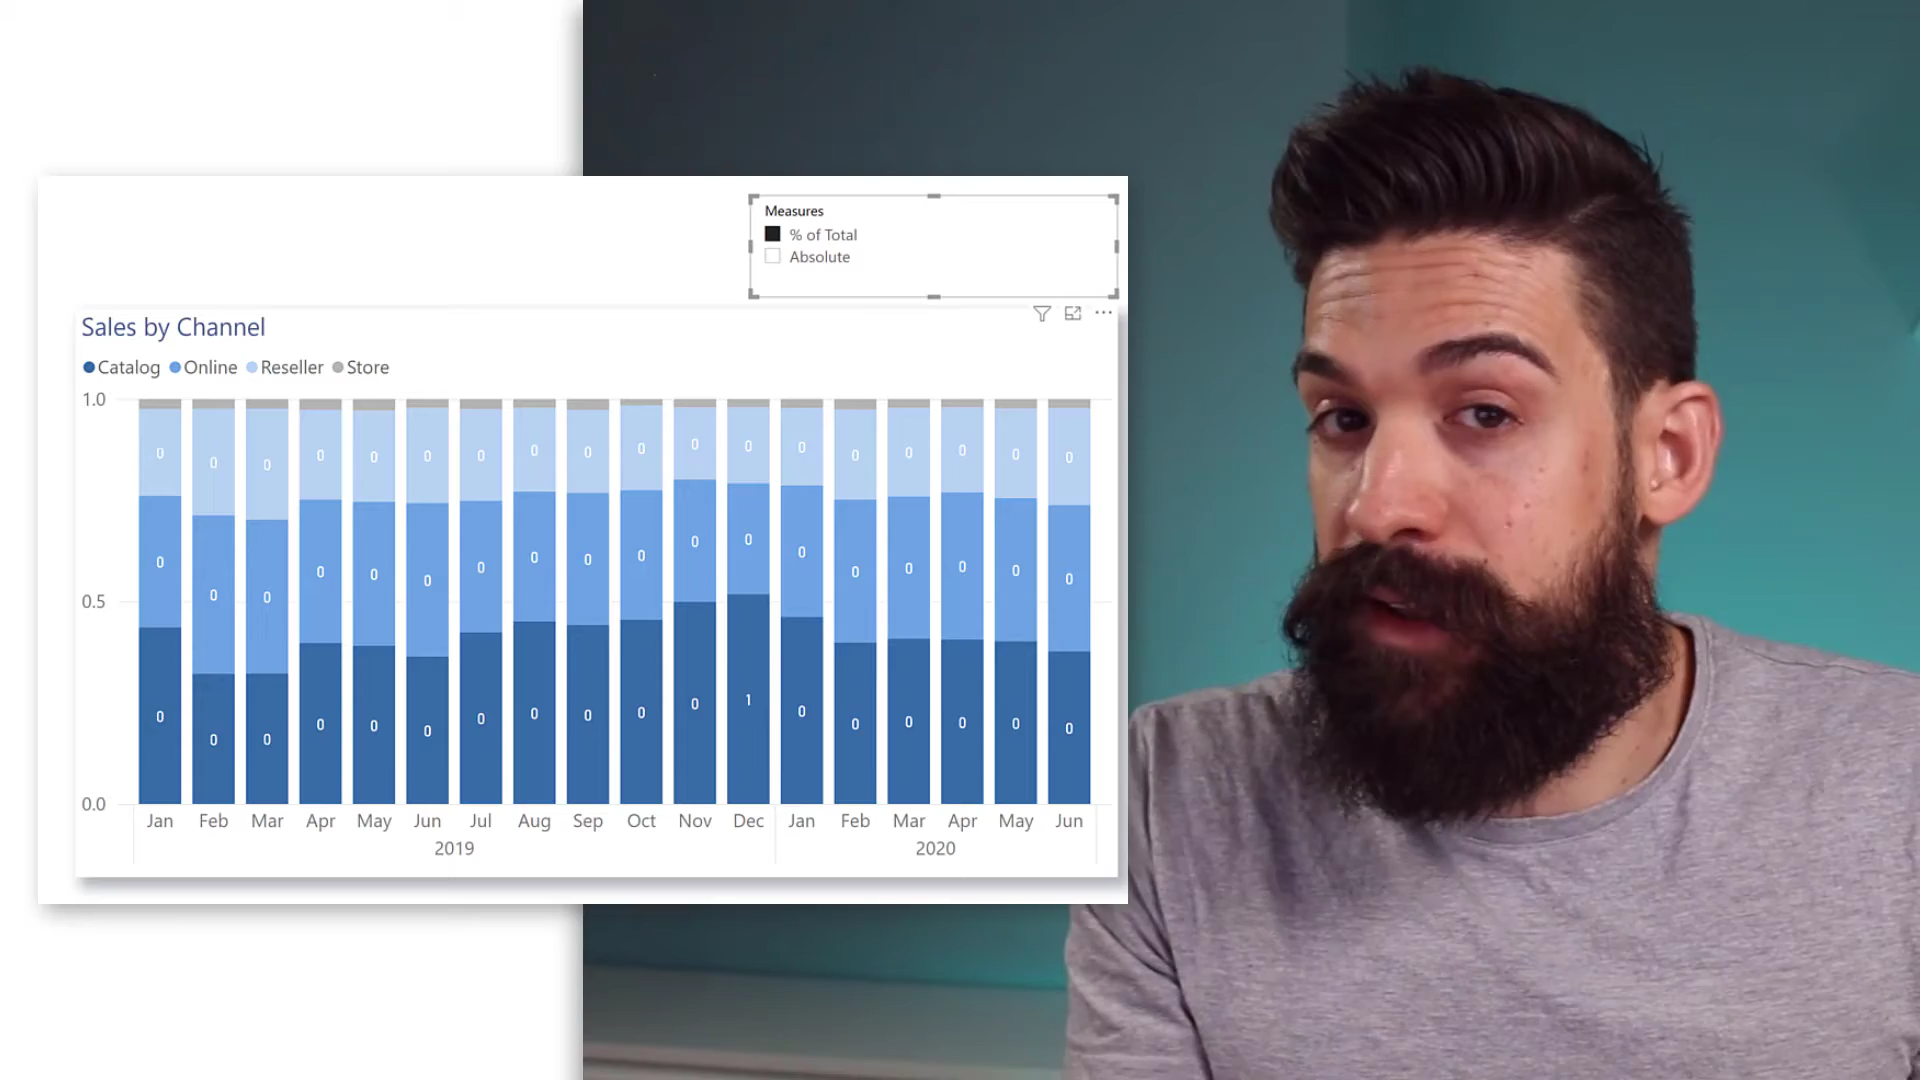 Measures
% of Total
Absolute
Sales by Channel
Catalog Online Reseller Store
1.0
0 0 0 0 0 0 0 0 0 0 0 0 0 0 0 0 0 0
0 0 0 0 0 0 0 0 0 0 0 0 0 0 0 0 0 0
0.5
0 0 0 0 0 0 0 0 0 0 0 1 0 0 0 0 0 0
0.0
Jan Feb Mar Apr May Jun Jul Aug Sep Oct Nov Dec Jan Feb Mar Apr May Jun
2019 2020